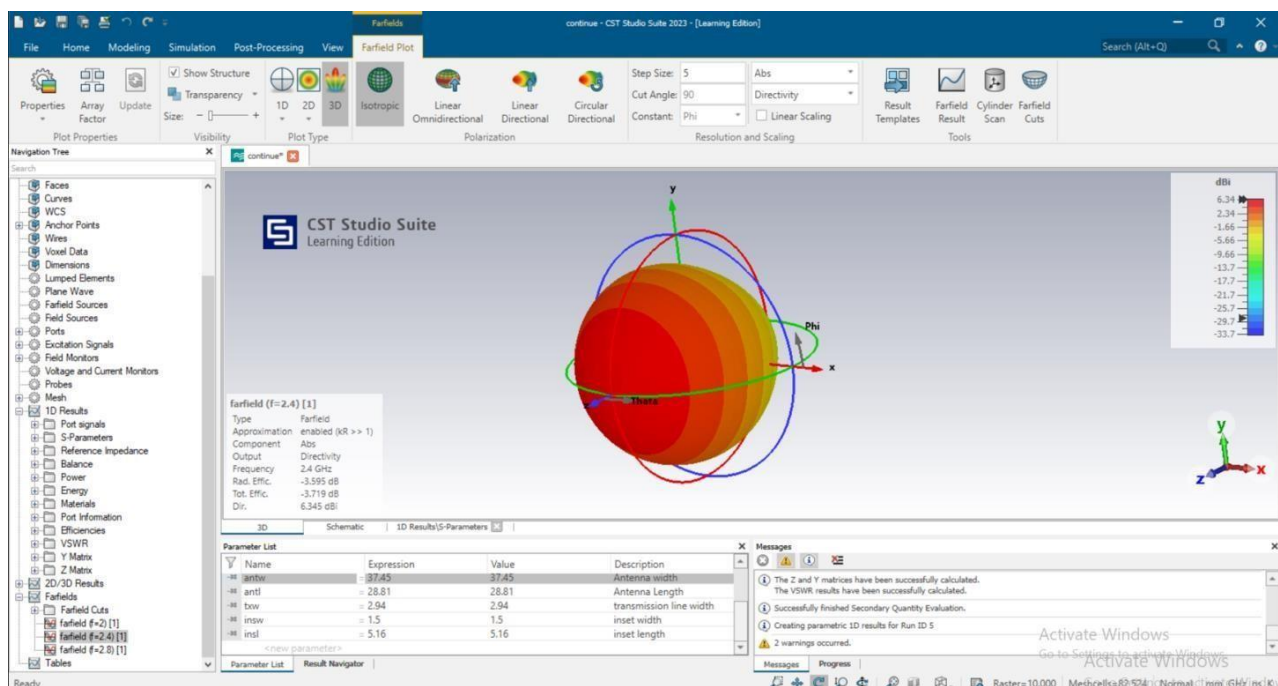 Farfields
continue - CST Studio Suite 2023 - [Learning Edition]
File Home Modeling Simulation Post-Processing View Farfield Plot Search (Alt+Q)
Properties Array Factor Update
Plot Properties
Show Structure
Transparency
Size:
Visibility
1D 2D 3D
Plot Type
Isotropic Linear Omnidirectional Linear Directional Circular Directional
Polarization
Step Size: 5 Abs
Cut Angle: 90 Directivity
Constant: Phi Linear Scaling
Resolution and Scaling
Result Templates Farfield Result Cylinder Scan Farfield Cuts
Tools
Navigation Tree
Search
Faces
Curves
WCS
Anchor Points
Wires
Voxel Data
Dimensions
Lumped Elements
Plane Wave
Farfield Sources
Field Sources
Ports
Excitation Signals
Field Monitors
Voltage and Current Monitors
Probes
Mesh
1D Results
Port signals
S-Parameters
Reference Impedance
Balance
Power
Energy
Materials
Port Information
Efficiencies
VSWR
Y Matrix
Z Matrix
2D/3D Results
Farfields
Farfield Cuts
farfield (f=2) [1]
farfield (f=2.4) [1]
farfield (f=2.8) [1]
Tables
continue*
CST Studio Suite
Learning Edition
y
Phi
x
Theta
z
dBi
6.34
2.34
-1.66
-5.66
-9.66
-13.7
-17.7
-21.7
-25.7
-29.7
-33.7
y
x
z
farfield (f=2.4) [1]
Type Farfield
Approximation enabled (kR >> 1)
Component Abs
Output Directivity
Frequency 2.4 GHz
Rad. Effic. -3.595 dB
Tot. Effic. -3.719 dB
Dir. 6.345 dBi
3D Schematic 1D Results\S-Parameters
Parameter List
Name Expression Value Description
antw = 37.45 37.45 Antenna width
antl = 28.81 28.81 Antenna Length
txw = 2.94 2.94 transmission line width
insw = 1.5 1.5 inset width
insl = 5.16 5.16 inset length
<new parameter>
Parameter List Result Navigator
Messages
The Z and Y matrices have been successfully calculated.
The VSWR results have been successfully calculated.
Successfully finished Secondary Quantity Evaluation.
Creating parametric 1D results for Run ID 5
2 warnings occurred.
Messages Progress
Activate Windows
Go to Settings to activate Windows.
Activate Windows
Ready
Raster=10.000 Meshcells=82,524 Normal mm GHz ns K